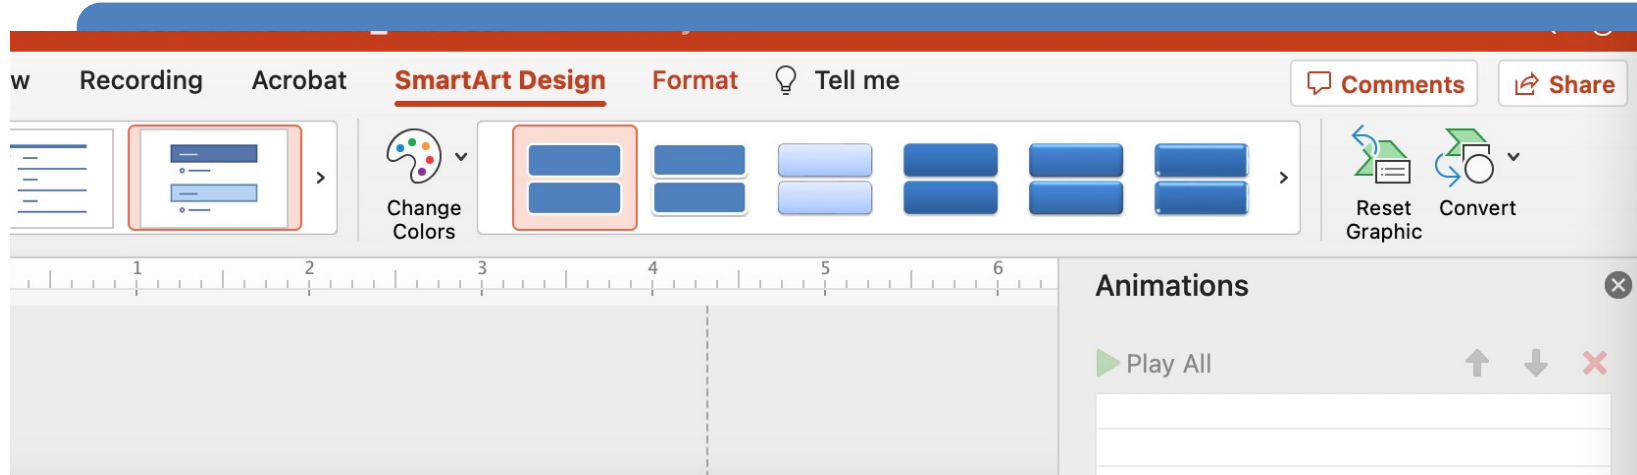 w Recording Acrobat SmartArt Design Format Tell me Comments Share
Change
Colors
Reset
Graphic
Convert
1 2 3 4 5 6
Animations
Play All